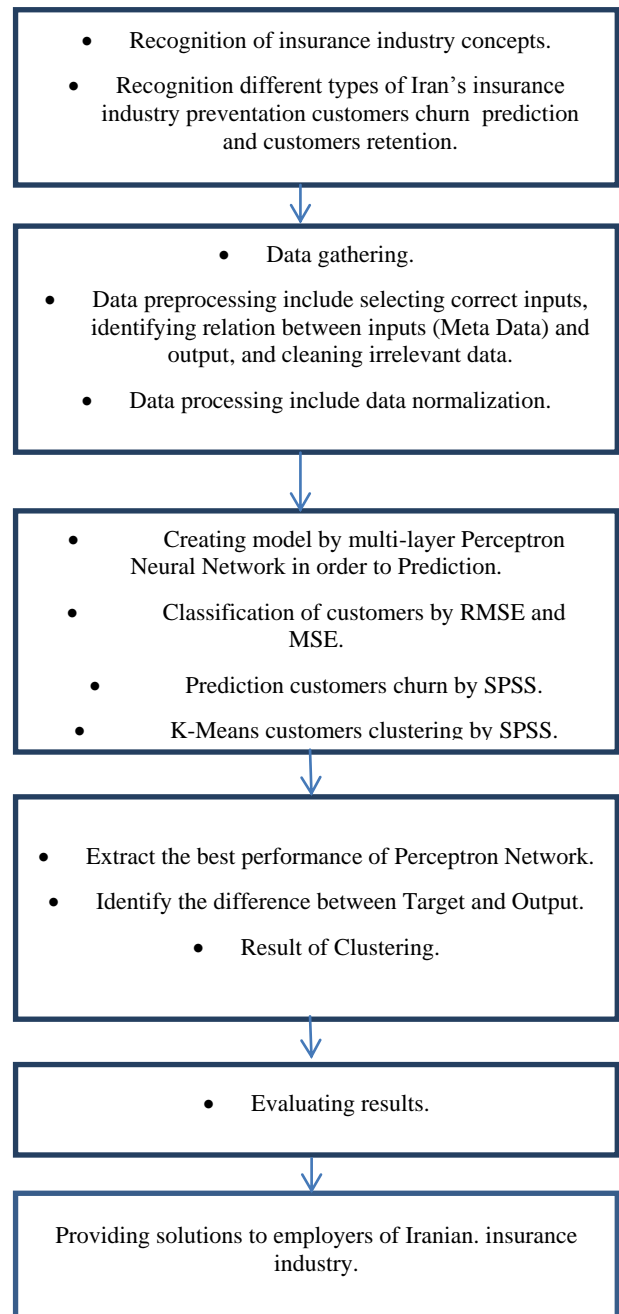 • Recognition of insurance industry concepts.
• Recognition different types of Iran's insurance
industry preventation customers churn prediction
and customers retention.
• Data gathering.
• Data preprocessing include selecting correct inputs,
identifying relation between inputs (Meta Data) and
output, and cleaning irrelevant data.
• Data processing include data normalization.
• Creating model by multi-layer Perceptron
Neural Network in order to Prediction.
• Classification of customers by RMSE and
MSE.
• Prediction customers churn by SPSS.
• K-Means customers clustering by SPSS.
• Extract the best performance of Perceptron Network.
• Identify the difference between Target and Output.
• Result of Clustering.
• Evaluating results.
Providing solutions to employers of Iranian. insurance
industry.